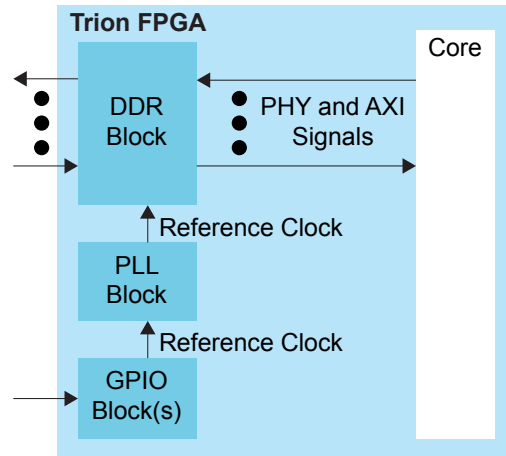 Trion FPGA
Core
DDR
Block
PHY and AXI
Signals
Reference Clock
PLL
Block
Reference Clock
GPIO
Block(s)